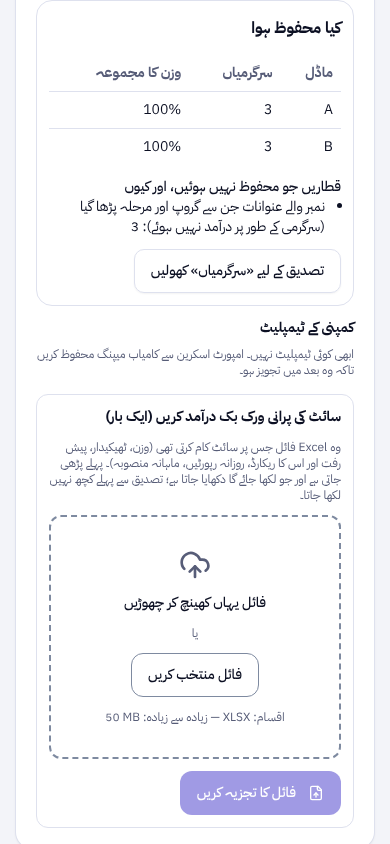 کیا محفوظ ہوا
ماڈل سرگرمیاں وزن کا مجموعہ
A 3 100%
B 3 100%
قطاریں جو محفوظ نہیں ہوئیں، اور کیوں
• نمبر والے عنوانات جن سے گروپ اور مرحلہ پڑھا گیا
(سرگرمی کے طور پر درآمد نہیں ہوئے): 3
تصدیق کے لیے «سرگرمیاں» کھولیں
کمپنی کے ٹیمپلیٹ
ابھی کوئی ٹیمپلیٹ نہیں۔ امپورٹ اسکرین سے کامیاب میپنگ محفوظ کریں
تاکہ وہ بعد میں تجویز ہو۔
سائٹ کی پرانی ورک بک درآمد کریں (ایک بار)
وہ Excel فائل جس پر سائٹ کام کرتی تھی (وزن، ٹھیکیدار، پیش
رفت اور اس کا ریکارڈ، روزانہ رپورٹیں، ماہانہ منصوبہ)۔ پہلے پڑھی
جاتی ہے اور جو لکھا جائے گا دکھایا جاتا ہے؛ تصدیق سے پہلے کچھ نہیں
لکھا جاتا۔
فائل یہاں کھینچ کر چھوڑیں
یا
فائل منتخب کریں
اقسام: XLSX — زیادہ سے زیادہ: 50 MB
فائل کا تجزیہ کریں